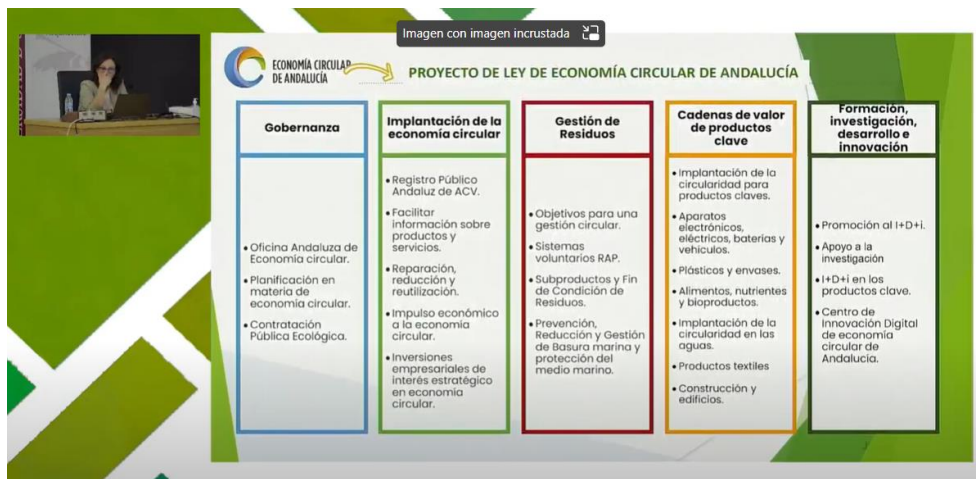 Imagen con imagen incrustada
ECONOMÍA CIRCULAR
DE ANDALUCÍA
PROYECTO DE LEY DE ECONOMÍA CIRCULAR DE ANDALUCÍA
Gobernanza
• Oficina Andaluza de
Economía circular.
• Planificación en
materia de
economía circular.
• Contratación
Pública Ecológica.
Implantación de la
economía circular
• Registro Público
Andaluz de ACV.
• Facilitar
información sobre
productos y
servicios.
• Reparación,
reducción y
reutilización.
• Impulso económico
a la economía
circular.
• Inversiones
empresariales de
interés estratégico
en economía
circular.
Gestión de
Residuos
• Objetivos para una
gestión circular.
• Sistemas
voluntarios RAP.
• Subproductos y Fin
de Condición de
Residuos.
• Prevención,
Reducción y Gestión
de Basura marina y
protección del
medio marino.
Cadenas de valor
de productos
clave
• Implantación de la
circularidad para
productos claves.
• Aparatos
electrónicos,
eléctricos, baterías y
vehículos.
• Plásticos y envases.
• Alimentos, nutrientes
y bioproductos.
• Implantación de la
circularidad en las
aguas.
• Productos textiles
• Construcción y
edificios.
Formación,
investigación,
desarrollo e
innovación
• Promoción al I+D+i.
• Apoyo a la
investigación
• I+D+i en los
productos clave.
• Centro de
Innovación Digital
de economía
circular de
Andalucía.